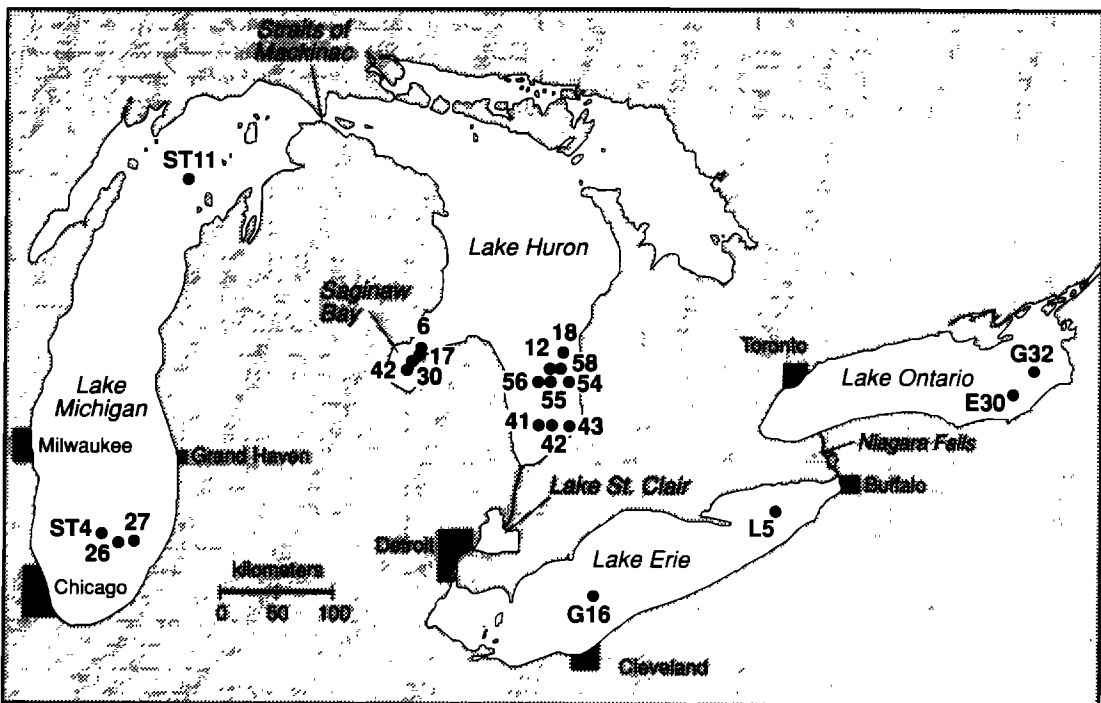 Straits of
Mackinac
ST11
Lake Huron
Saginaw
Bay
6
17
30
42
18
12
58
56
54
55
41
43
42
Toronto
G32
Lake Ontario
E30
Lake
Michigan
Milwaukee
Grand Haven
Niagara Falls
Buffalo
Lake St. Clair
ST4
27
26
L5
Detroit
Lake Erie
Chicago
kilometers
0 50 100
G16
Cleveland